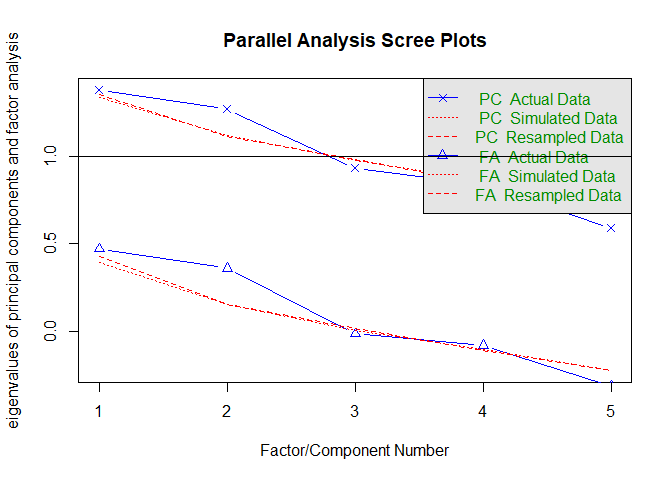 Parallel Analysis Scree Plots
eigenvalues of principal components and factor analysis
1.0
0.5
0.0
PC Actual Data
PC Simulated Data
PC Resampled Data
FA Actual Data
FA Simulated Data
FA Resampled Data
1 2 3 4 5
Factor/Component Number